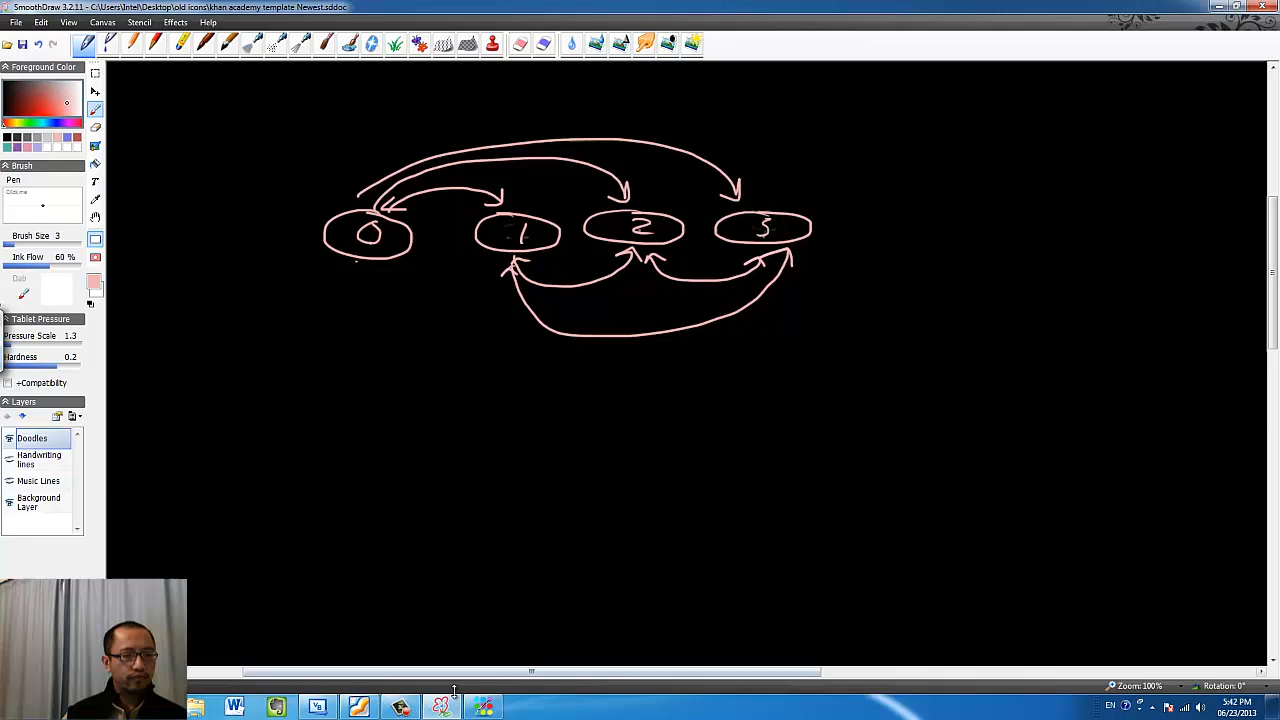 SmoothDraw 3.2.11 - C:\Users\Intel\Desktop\old icons\khan academy template Newest.sddoc
File Edit View Canvas Stencil Effects Help
Foreground Color
Brush
Pen
Click me
Brush Size 3
Ink Flow 60 %
Dab
Tablet Pressure
Pressure Scale 1.3
Hardness 0.2
+Compatibility
Layers
Doodles
Handwriting
lines
Music Lines
Background
Layer
0 1 2 3
Zoom: 100% Rotation: 0°
EN 5:42 PM
06/23/2013